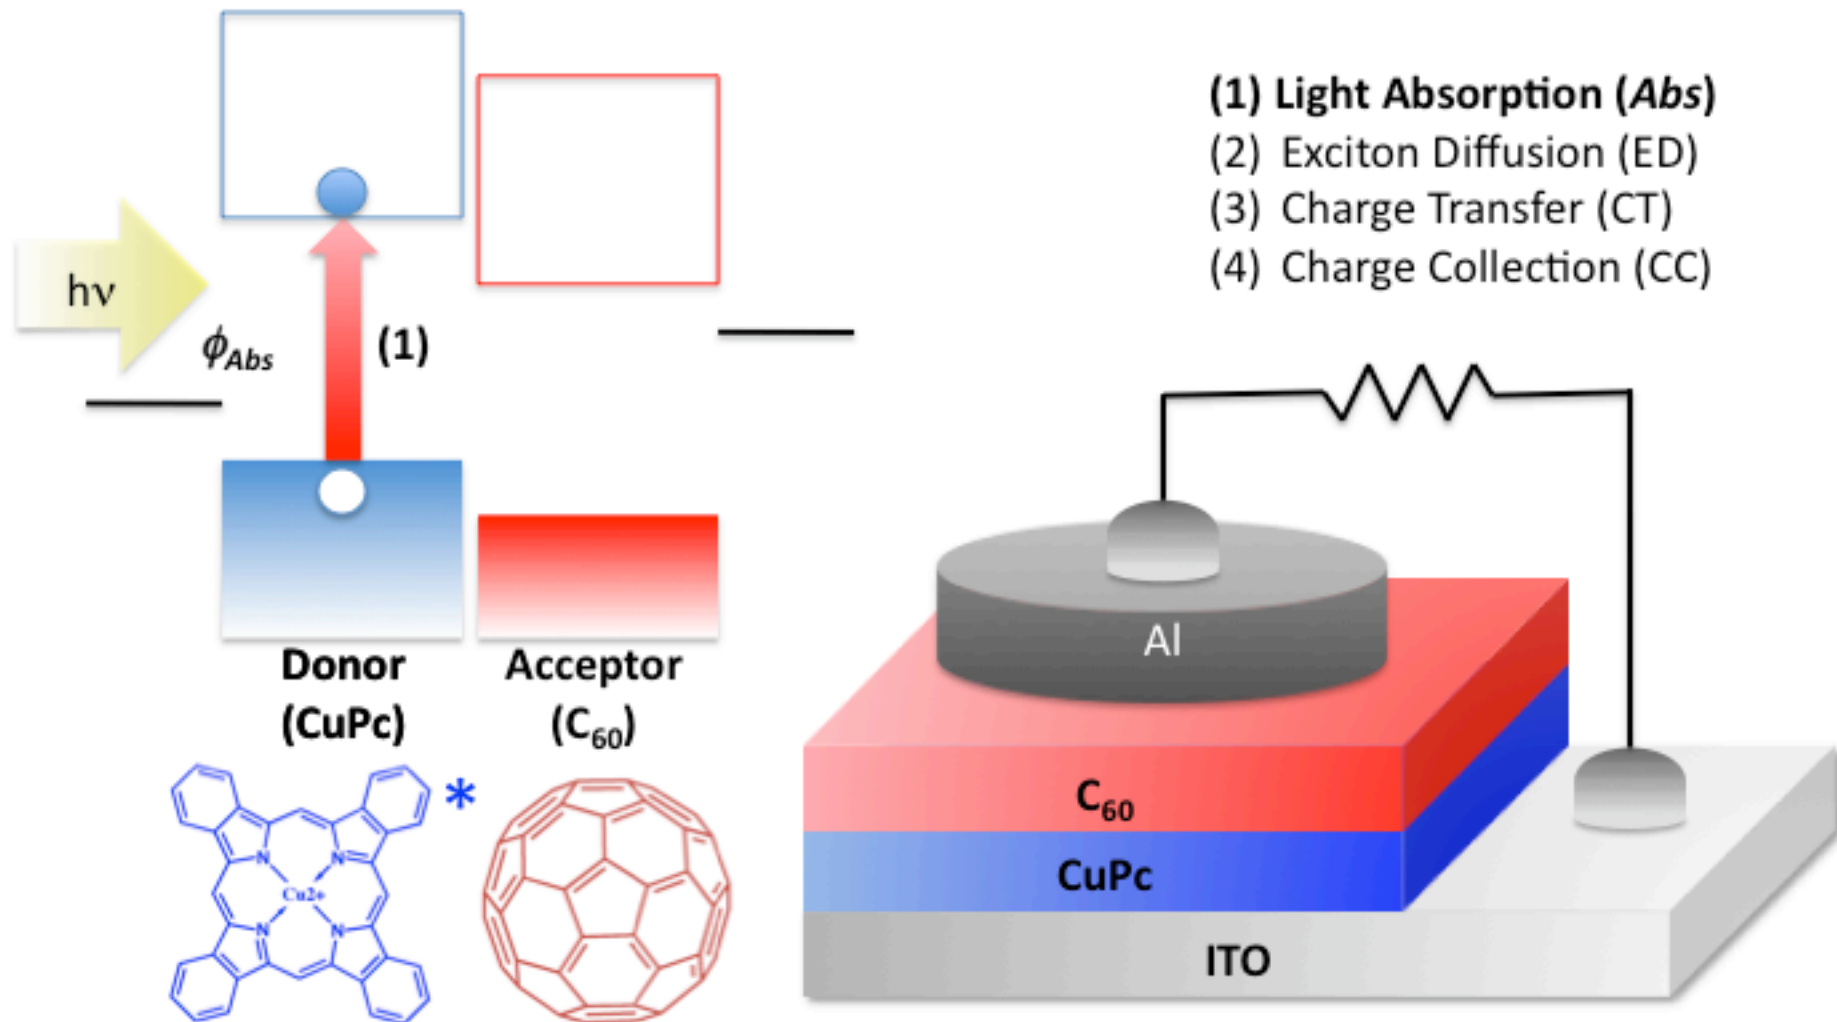 (1) Light Absorption (Abs)
(2) Exciton Diffusion (ED)
(3) Charge Transfer (CT)
(4) Charge Collection (CC)
hν
ϕAbs
(1)
Donor
(CuPc)
Acceptor
(C60)
*
N
N
Cu2+
N
N
Al
C60
CuPc
ITO